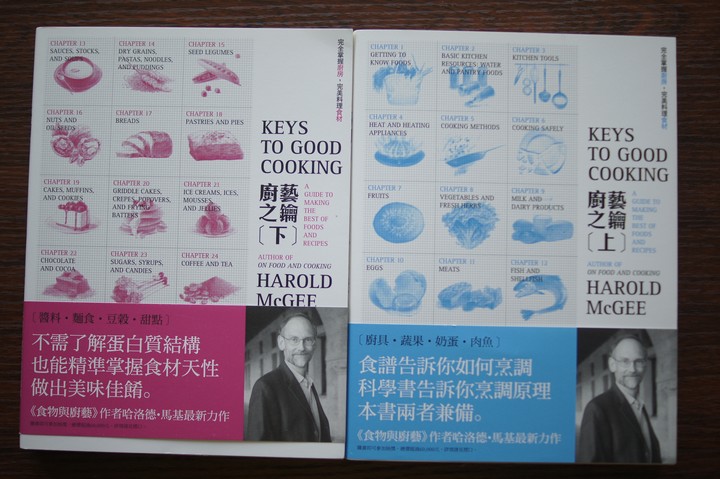 CHAPTER 13
SAUCES, STOCKS,
AND SOUPS
CHAPTER 14
DRY GRAINS,
PASTAS, NOODLES,
AND PUDDINGS
CHAPTER 15
SEED LEGUMES
CHAPTER 16
NUTS AND
OIL SEEDS
CHAPTER 17
BREADS
CHAPTER 18
PASTRIES AND PIES
CHAPTER 19
CAKES, MUFFINS,
AND COOKIES
CHAPTER 20
GRIDDLE CAKES,
CREPES, POPOVERS,
AND FRYING
BATTERS
CHAPTER 21
ICE CREAMS, ICES,
MOUSSES,
AND JELLIES
CHAPTER 22
CHOCOLATE
AND COCOA
CHAPTER 23
SUGARS, SYRUPS,
AND CANDIES
CHAPTER 24
COFFEE AND TEA
完全掌握廚房，完美料理食材
KEYS
TO GOOD
COOKING
廚藝
之鑰
〔下〕
A
GUIDE TO
MAKING
THE
BEST OF
FOODS
AND
RECIPES
AUTHOR OF
ON FOOD AND COOKING
HAROLD
McGEE
〔醬料・麵食・豆穀・甜點〕
不需了解蛋白質結構
也能精準掌握食材天性
做出美味佳餚。
《食物與廚藝》作者哈洛德・馬基最新力作
CHAPTER 1
GETTING TO
KNOW FOODS
CHAPTER 2
BASIC KITCHEN
RESOURCES: WATER
AND PANTRY FOODS
CHAPTER 3
KITCHEN TOOLS
CHAPTER 4
HEAT AND HEATING
APPLIANCES
CHAPTER 5
COOKING METHODS
CHAPTER 6
COOKING SAFELY
CHAPTER 7
FRUITS
CHAPTER 8
VEGETABLES AND
FRESH HERBS
CHAPTER 9
MILK AND
DAIRY PRODUCTS
CHAPTER 10
EGGS
CHAPTER 11
MEATS
CHAPTER 12
FISH AND
SHELLFISH
完全掌握廚房，完美料理食材
KEYS
TO GOOD
COOKING
廚藝
之鑰
〔上〕
A
GUIDE TO
MAKING
THE
BEST OF
FOODS
AND
RECIPES
AUTHOR OF
ON FOOD AND COOKING
HAROLD
McGEE
〔廚具・蔬果・奶蛋・肉魚〕
食譜告訴你如何烹調
科學書告訴你烹調原理
本書兩者兼備。
《食物與廚藝》作者哈洛德・馬基最新力作